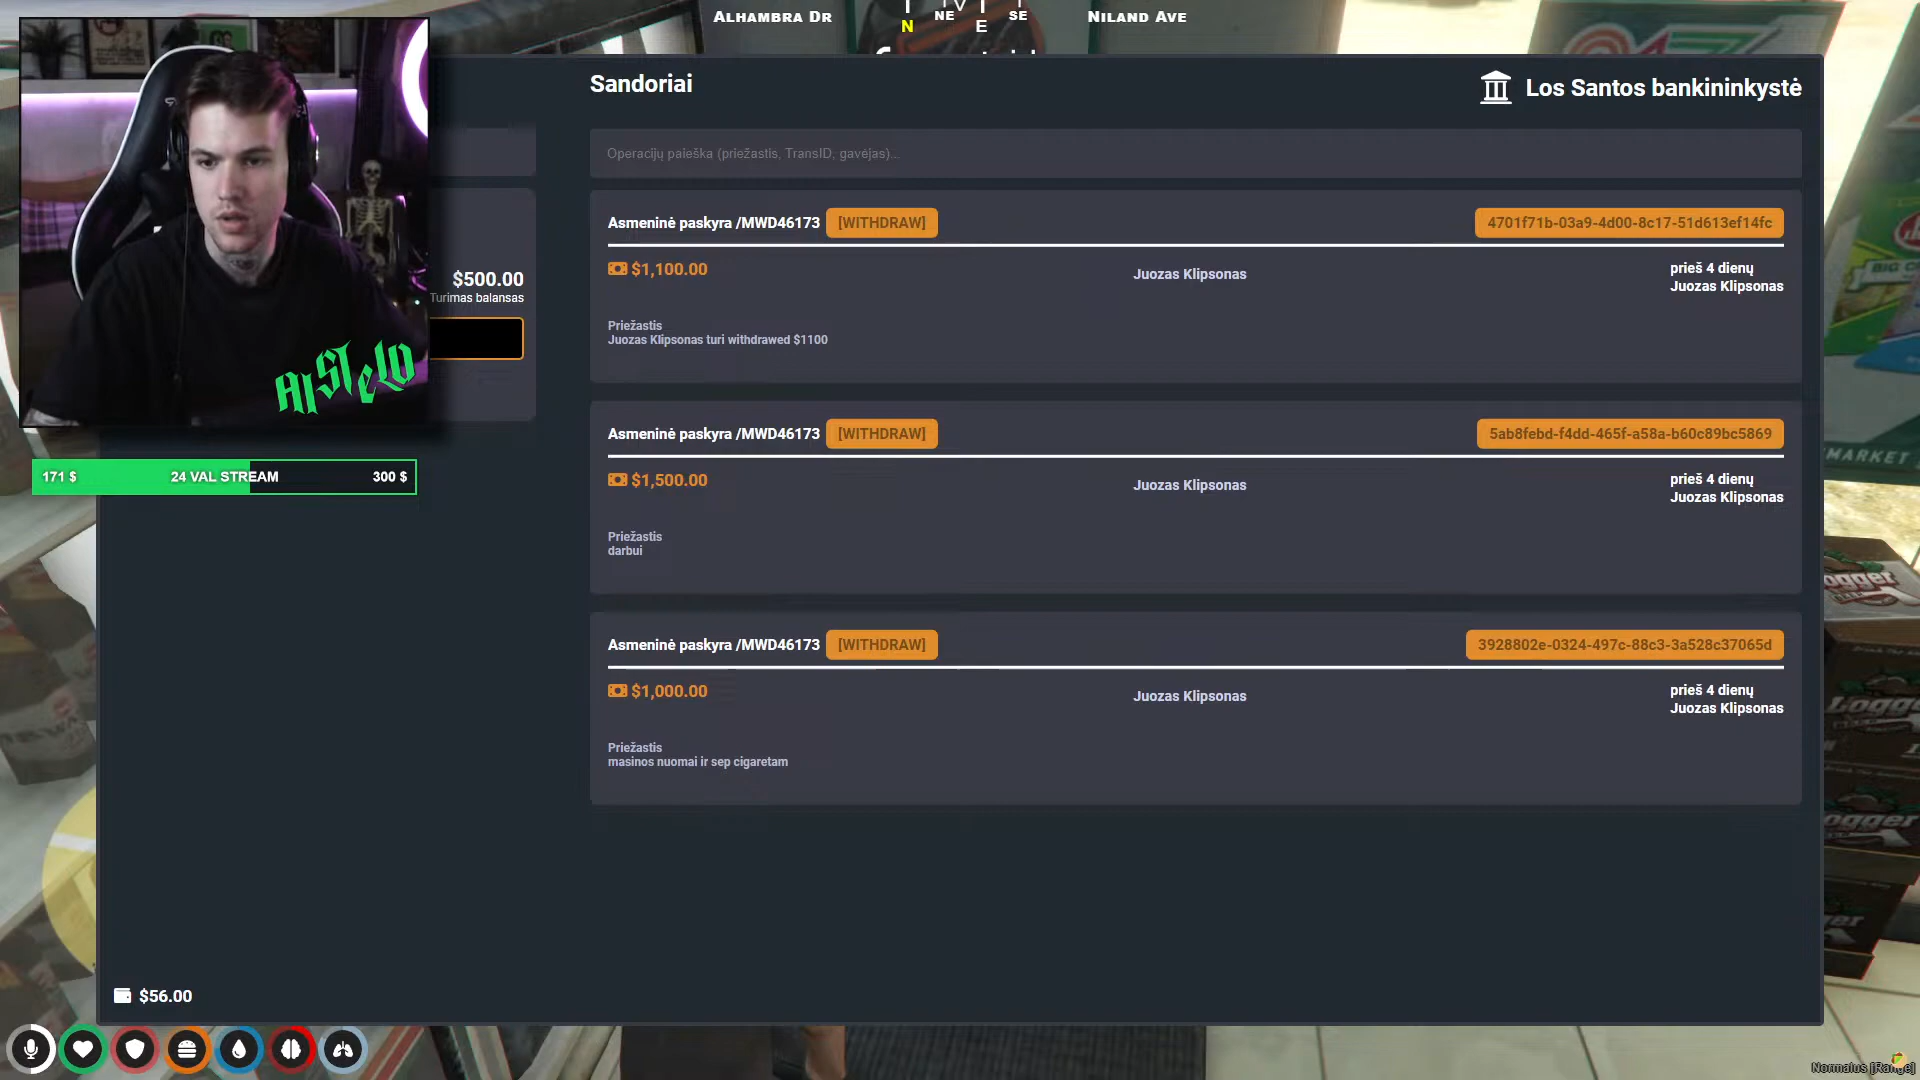 ALHAMBRA DR
N
NE
E
SE
NILAND AVE
Sandoriai
Los Santos bankininkystė
Operacijų paieška (priežastis, TransID, gavėjas)...
Asmeninė paskyra /MWD46173 [WITHDRAW]
4701f71b-03a9-4d00-8c17-51d613ef14fc
$1,100.00
Juozas Klipsonas
prieš 4 dienų
Juozas Klipsonas
Priežastis
Juozas Klipsonas turi withdrawed $1100
$500.00
Turimas balansas
AISTeLO
Asmeninė paskyra /MWD46173 [WITHDRAW]
5ab8febd-f4dd-465f-a58a-b60c89bc5869
$1,500.00
Juozas Klipsonas
prieš 4 dienų
Juozas Klipsonas
Priežastis
darbui
171 $ 24 VAL STREAM 300 $
Asmeninė paskyra /MWD46173 [WITHDRAW]
3928802e-0324-497c-88c3-3a528c37065d
$1,000.00
Juozas Klipsonas
prieš 4 dienų
Juozas Klipsonas
Priežastis
masinos nuomai ir sep cigaretam
$56.00
MARKET
Normalus [Range]